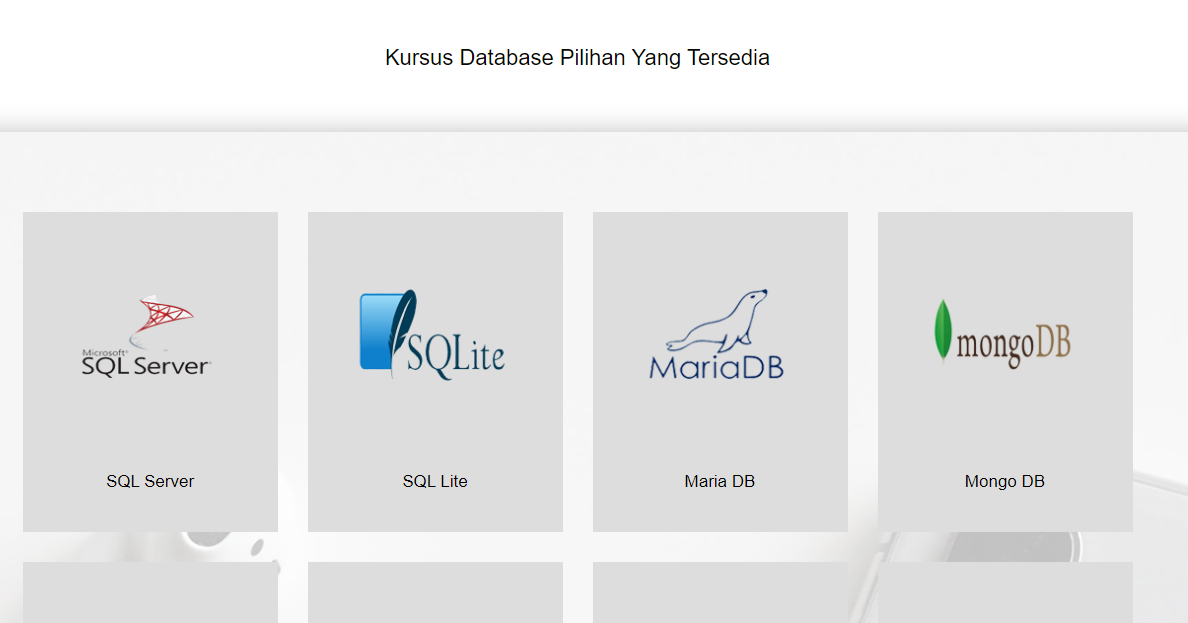 Kursus Database Pilihan Yang Tersedia
Microsoft®
SQL Server®
SQLite
MariaDB
mongoDB
SQL Server
SQL Lite
Maria DB
Mongo DB